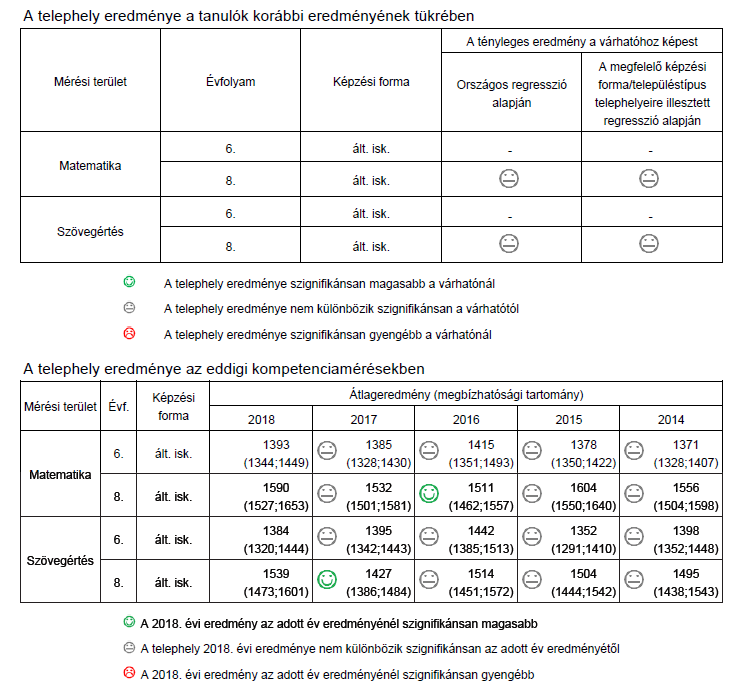 A telephely eredménye a tanulók korábbi eredményének tükrében
Mérési terület
Évfolyam
Képzési forma
A tényleges eredmény a várhatóhoz képest
Országos regresszió
alapján
A megfelelő képzési
forma/településtípus
telephelyeire illesztett
regresszió alapján
Matematika
6. ált. isk. - -
8. ált. isk.
Szövegértés
6. ált. isk. - -
8. ált. isk.
A telephely eredménye szignifikánsan magasabb a várhatónál
A telephely eredménye nem különbözik szignifikánsan a várhatótól
A telephely eredménye szignifikánsan gyengébb a várhatónál
A telephely eredménye az eddigi kompetenciamérésekben
Mérési terület
Évf.
Képzési
forma
Átlageredmény (megbízhatósági tartomány)
2018 2017 2016 2015 2014
Matematika
6. ált. isk.
1393 1385 1415 1378 1371
(1344;1449) (1328;1430) (1351;1493) (1350;1422) (1328;1407)
8. ált. isk.
1590 1532 1511 1604 1556
(1527;1653) (1501;1581) (1462;1557) (1550;1640) (1504;1598)
Szövegértés
6. ált. isk.
1384 1395 1442 1352 1398
(1320;1444) (1342;1443) (1385;1513) (1291;1410) (1352;1448)
8. ált. isk.
1539 1427 1514 1504 1495
(1473;1601) (1386;1484) (1451;1572) (1444;1542) (1438;1543)
A 2018. évi eredmény az adott év eredményénél szignifikánsan magasabb
A telephely 2018. évi eredménye nem különbözik szignifikánsan az adott év eredményétől
A 2018. évi eredmény az adott év eredményénél szignifikánsan gyengébb